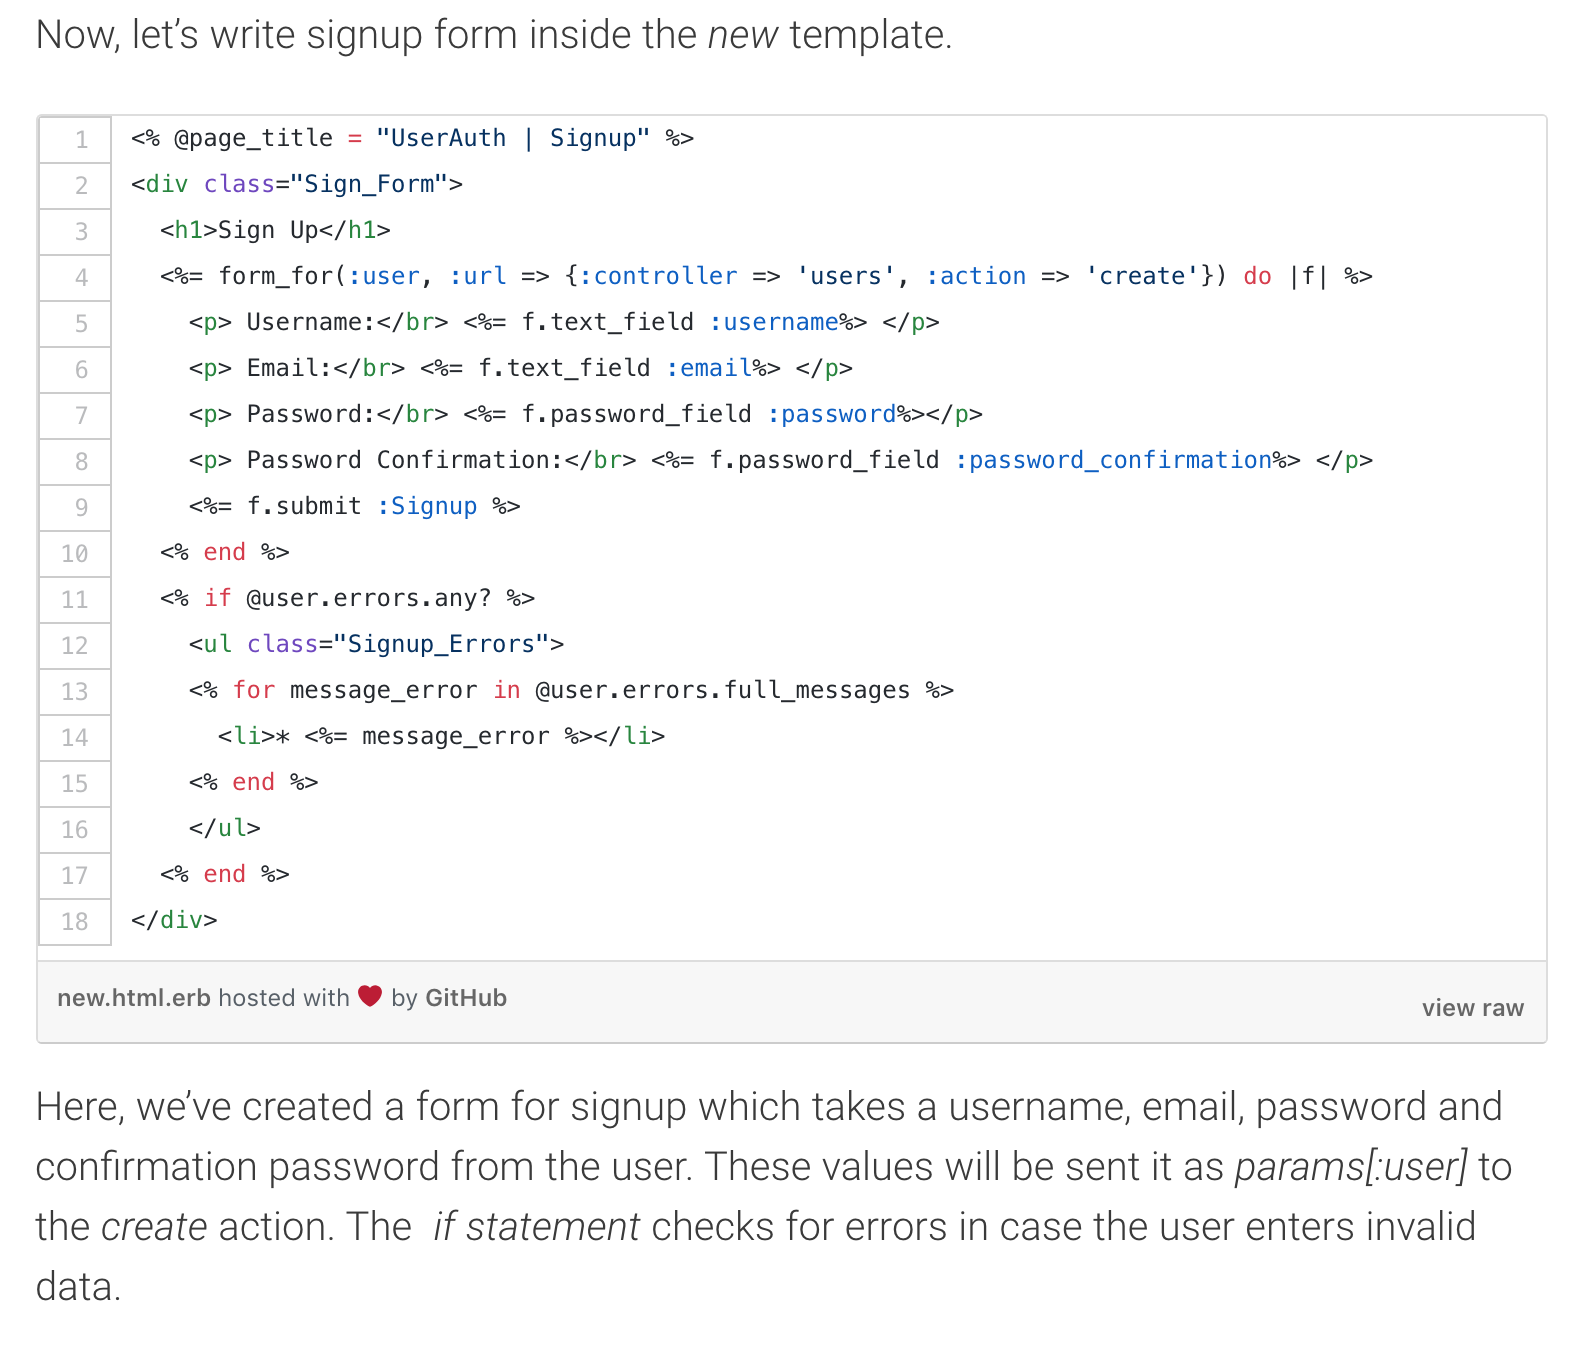 Now, let’s write signup form inside the new template.
1 <% @page_title = "UserAuth | Signup" %>
2 <div class="Sign_Form">
3   <h1>Sign Up</h1>
4   <%= form_for(:user, :url => {:controller => 'users', :action => 'create'}) do |f| %>
5     <p> Username:</br> <%= f.text_field :username%> </p>
6     <p> Email:</br> <%= f.text_field :email%> </p>
7     <p> Password:</br> <%= f.password_field :password%></p>
8     <p> Password Confirmation:</br> <%= f.password_field :password_confirmation%> </p>
9     <%= f.submit :Signup %>
10   <% end %>
11   <% if @user.errors.any? %>
12     <ul class="Signup_Errors">
13     <% for message_error in @user.errors.full_messages %>
14       <li>* <%= message_error %></li>
15     <% end %>
16     </ul>
17   <% end %>
18 </div>
new.html.erb hosted with ❤ by GitHub
view raw
Here, we’ve created a form for signup which takes a username, email, password and
confirmation password from the user. These values will be sent it as params[:user] to
the create action. The  if statement checks for errors in case the user enters invalid
data.